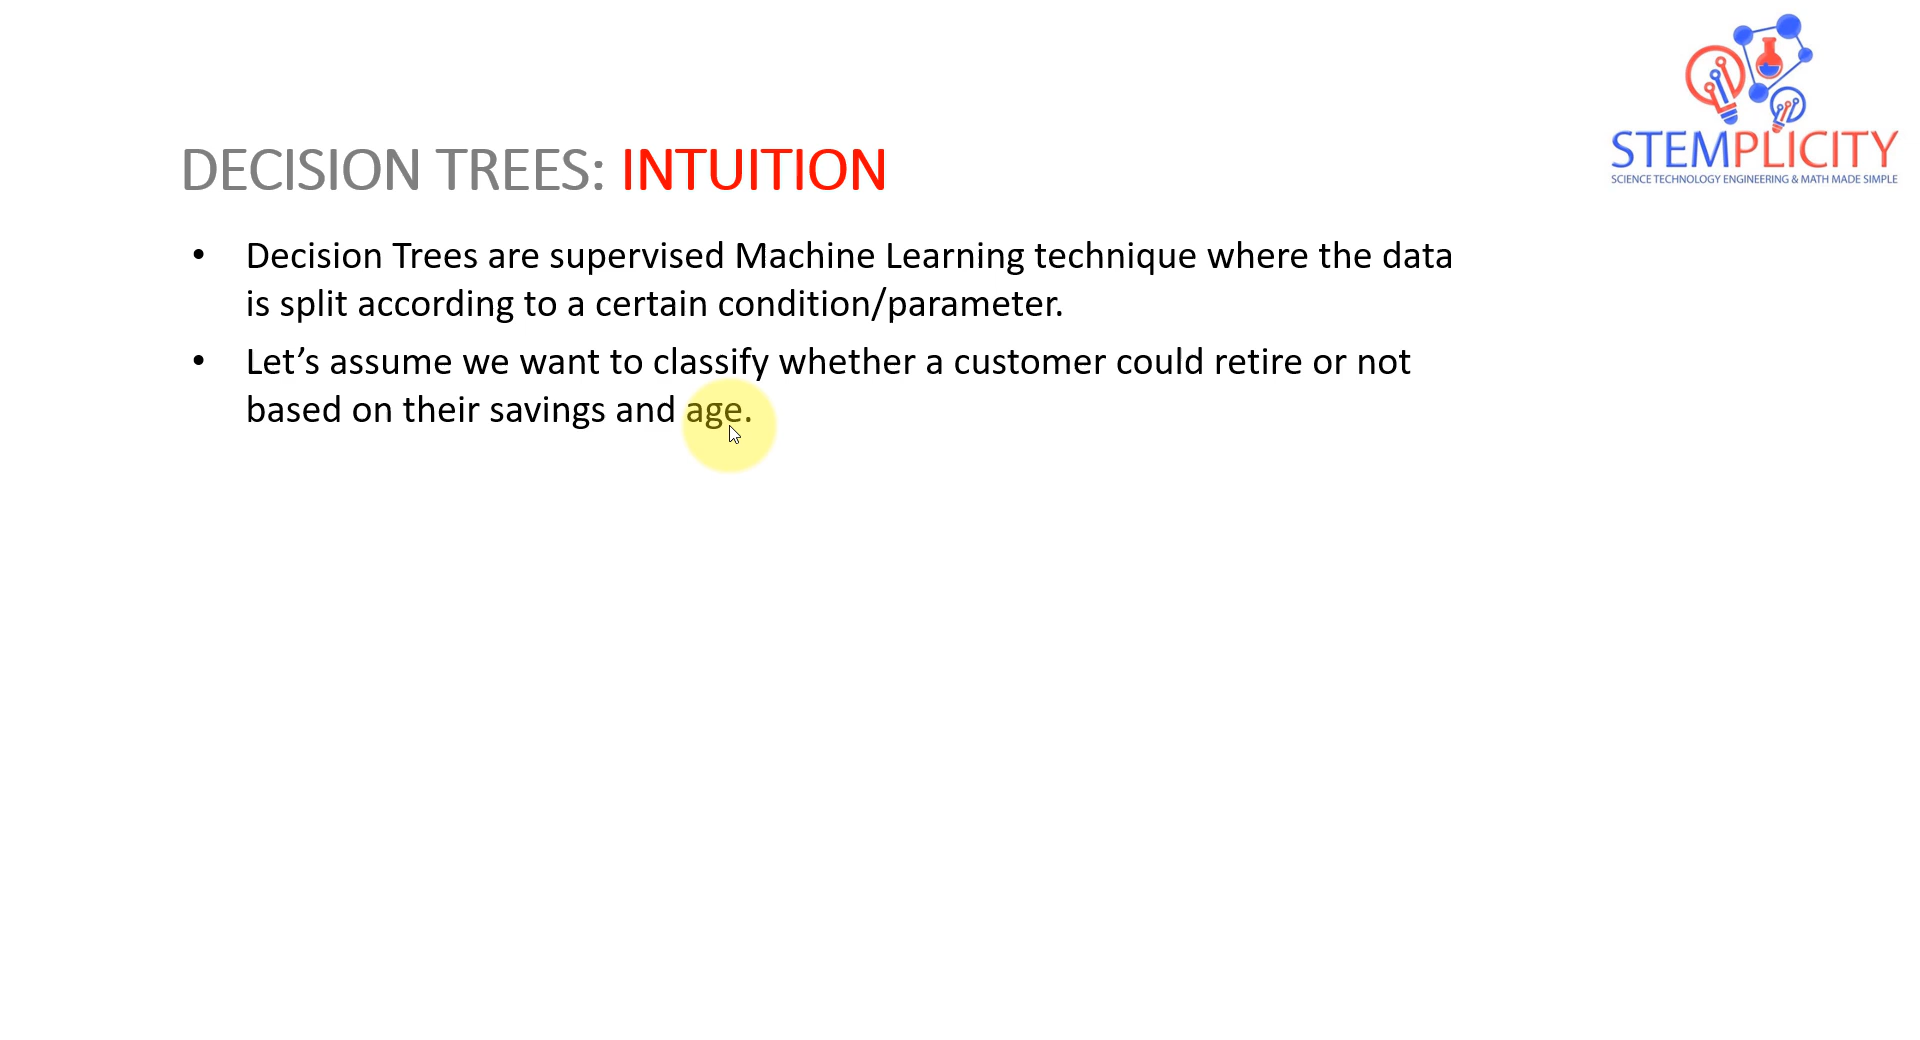 STEMPLICITY
SCIENCE TECHNOLOGY ENGINEERING & MATH MADE SIMPLE
DECISION TREES: INTUITION
• Decision Trees are supervised Machine Learning technique where the data
is split according to a certain condition/parameter.
• Let’s assume we want to classify whether a customer could retire or not
based on their savings and age.